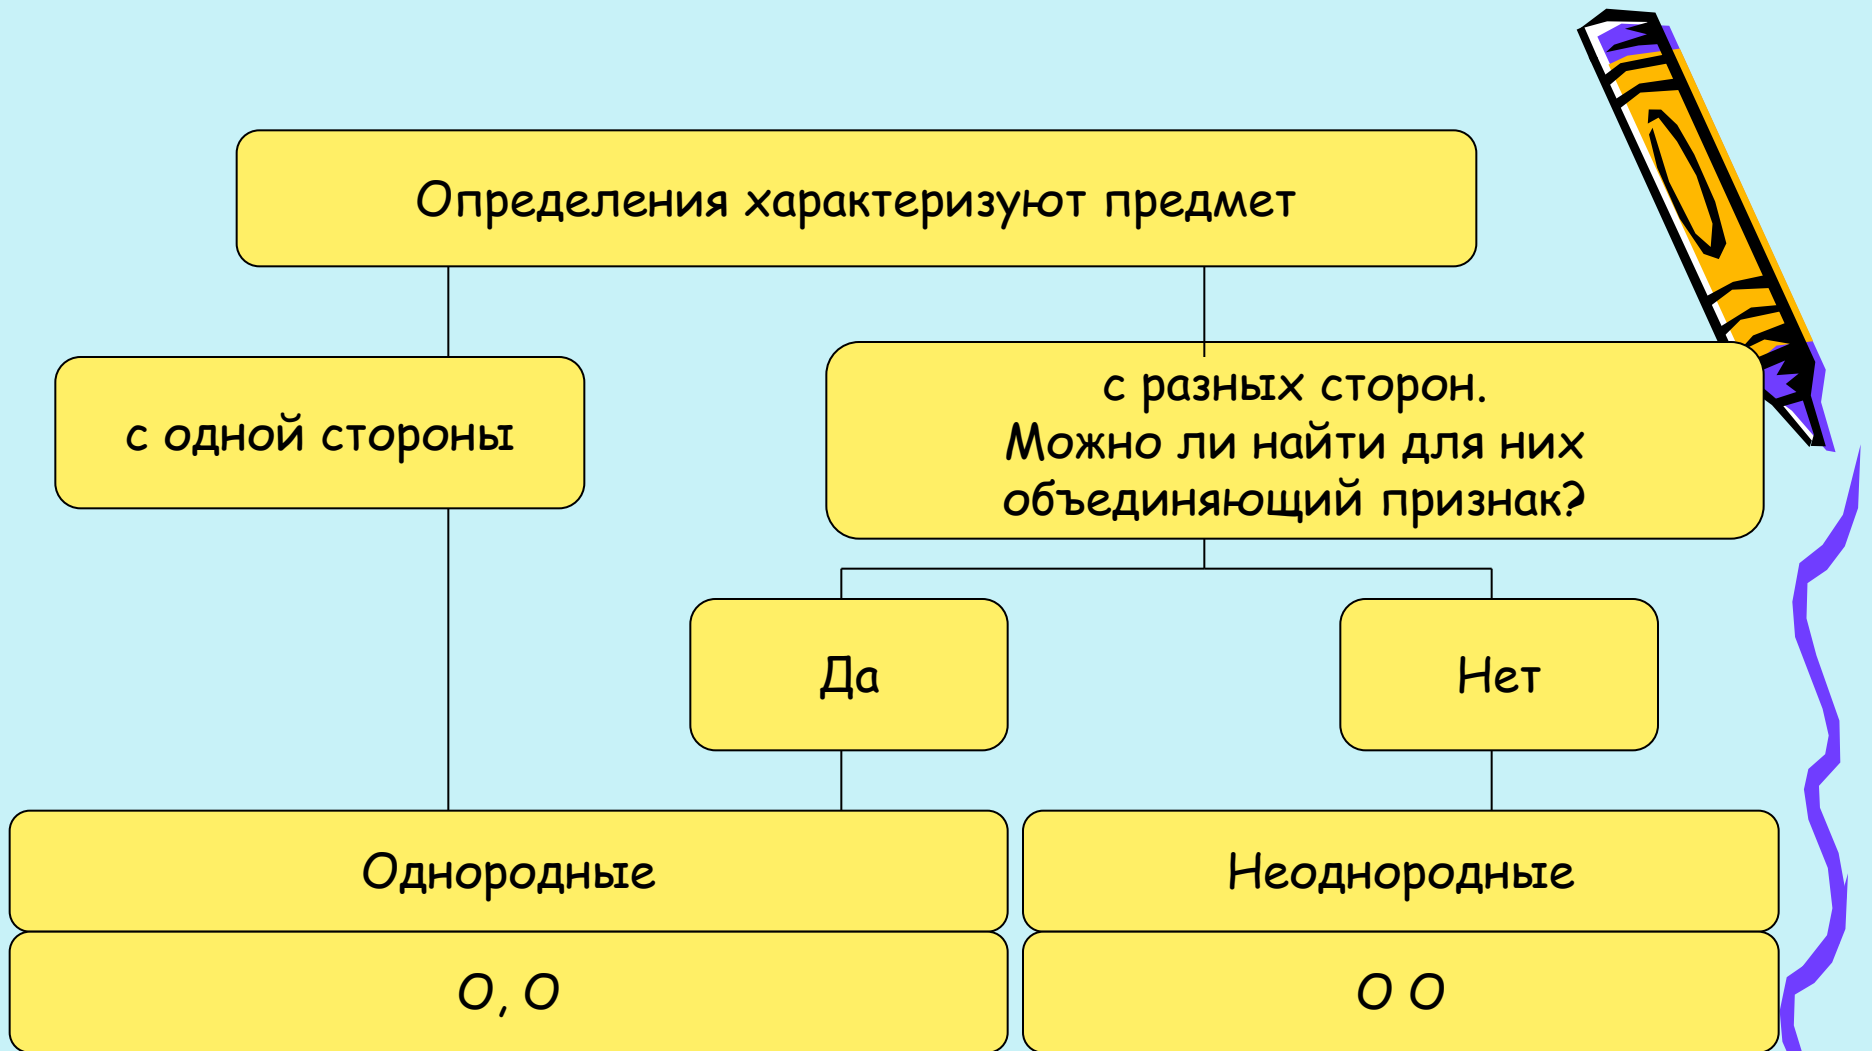 Определения характеризуют предмет
с одной стороны
с разных сторон.
Можно ли найти для них
объединяющий признак?
Да
Нет
Однородные
Неоднородные
О, О
О О